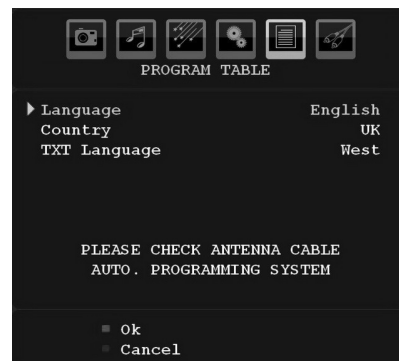 PROGRAM TABLE
Language English
Country UK
TXT Language West
PLEASE CHECK ANTENNA CABLE
AUTO. PROGRAMMING SYSTEM
Ok
Cancel